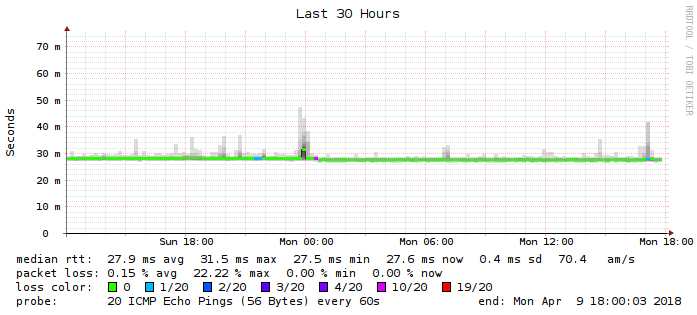 Last 30 Hours
RRDTOOL / TOBI OETIKER
Seconds
70 m
60 m
50 m
40 m
30 m
20 m
10 m
0
Sun 18:00 Mon 00:00 Mon 06:00 Mon 12:00 Mon 18:00
median rtt: 27.9 ms avg 31.5 ms max 27.5 ms min 27.6 ms now 0.4 ms sd 70.4 am/s
packet loss: 0.15 % avg 22.22 % max 0.00 % min 0.00 % now
loss color: 0 1/20 2/20 3/20 4/20 10/20 19/20
probe: 20 ICMP Echo Pings (56 Bytes) every 60s end: Mon Apr 9 18:00:03 2018